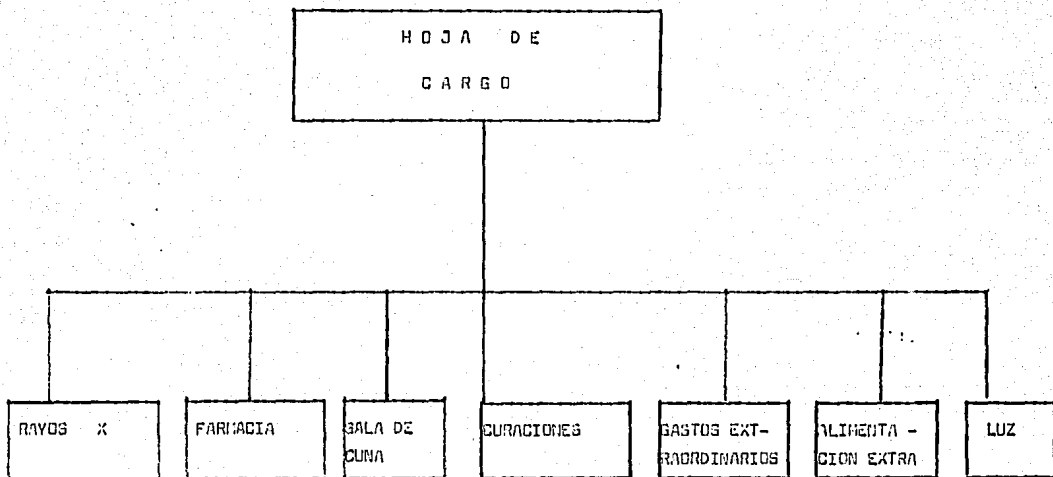 HOJA DE
CARGO
RAYOS X
FARMACIA
SALA DE
CUNA
CURACIONES
GASTOS EXT-
RAORDINARIOS
ALIMENTA -
CION EXTRA
LUZ